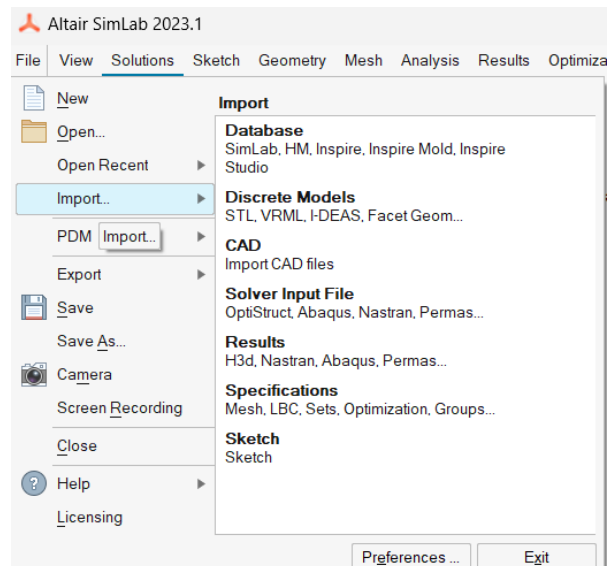 Altair SimLab 2023.1
File View Solutions Sketch Geometry Mesh Analysis Results Optimiza
New
Open...
Open Recent
Import...
PDM Import...
Export
Save
Save As...
Camera
Screen Recording
Close
Help
Licensing
Import
Database
SimLab, HM, Inspire, Inspire Mold, Inspire
Studio
Discrete Models
STL, VRML, I-DEAS, Facet Geom...
CAD
Import CAD files
Solver Input File
OptiStruct, Abaqus, Nastran, Permas...
Results
H3d, Nastran, Abaqus, Permas...
Specifications
Mesh, LBC, Sets, Optimization, Groups...
Sketch
Sketch
Preferences ... Exit